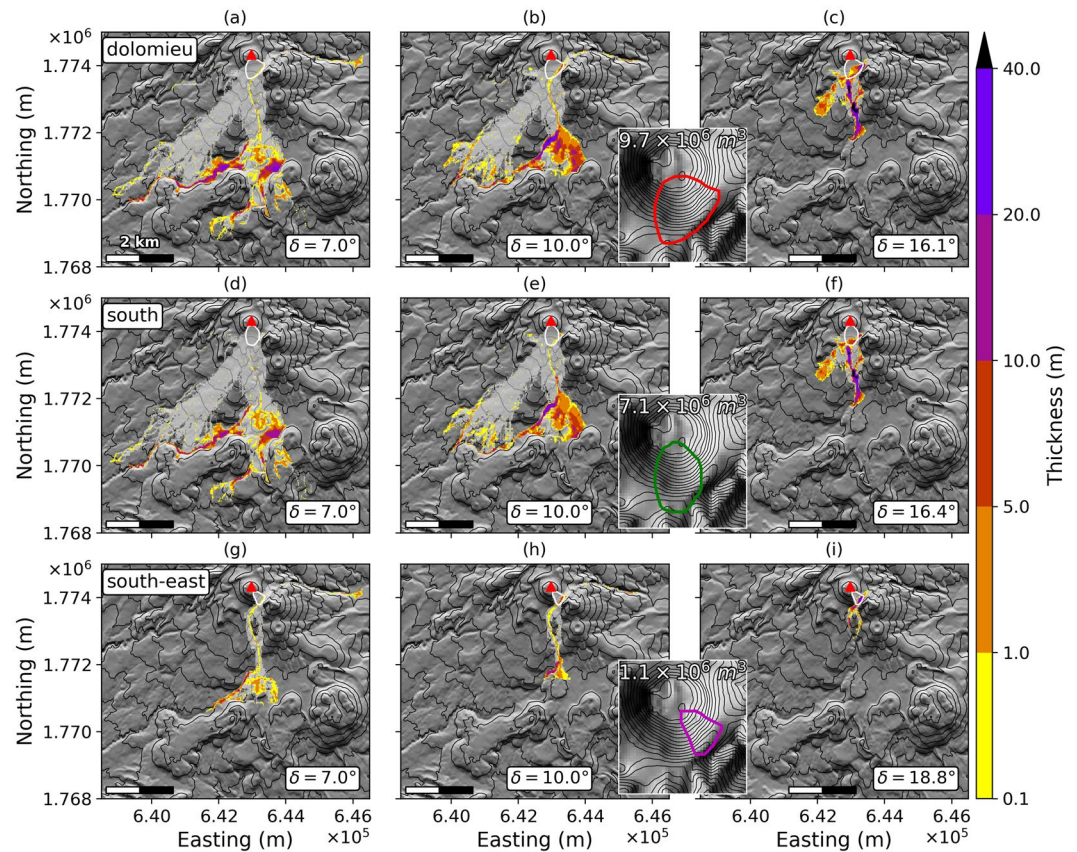 (a)
(b)
(c)
×10⁶
dolomieu
1.774
1.772
1.770
1.768
Northing (m)
2 km
δ = 7.0°
δ = 10.0°
9.7 × 10⁶ m³
δ = 16.1°
(d)
(e)
(f)
×10⁶
south
1.774
1.772
1.770
1.768
Northing (m)
δ = 7.0°
δ = 10.0°
7.1 × 10⁶ m³
δ = 16.4°
(g)
(h)
(i)
×10⁶
south-east
1.774
1.772
1.770
1.768
Northing (m)
δ = 7.0°
δ = 10.0°
1.1 × 10⁶ m³
δ = 18.8°
6.40 6.42 6.44 6.46
Easting (m)
×10⁵
6.40 6.42 6.44 6.46
Easting (m)
×10⁵
6.40 6.42 6.44 6.46
Easting (m)
×10⁵
40.0
20.0
10.0
5.0
1.0
0.1
Thickness (m)